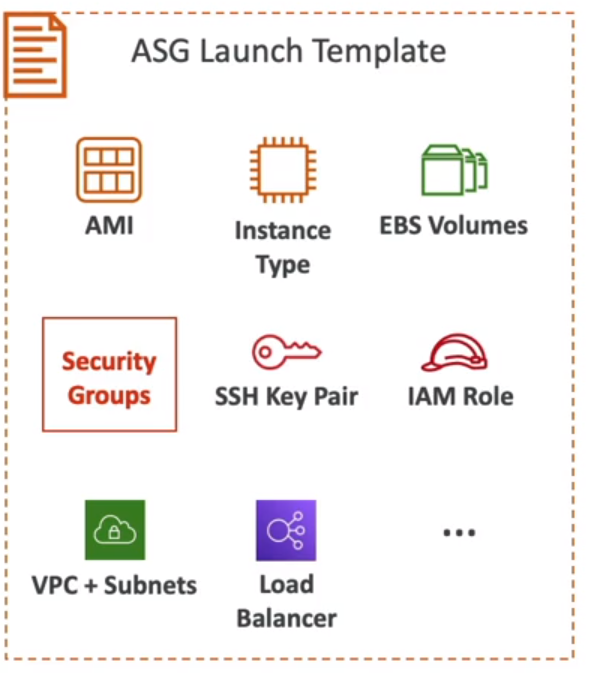 ASG Launch Template
AMI
Instance
Type
EBS Volumes
Security
Groups
SSH Key Pair
IAM Role
VPC + Subnets
Load
Balancer
...